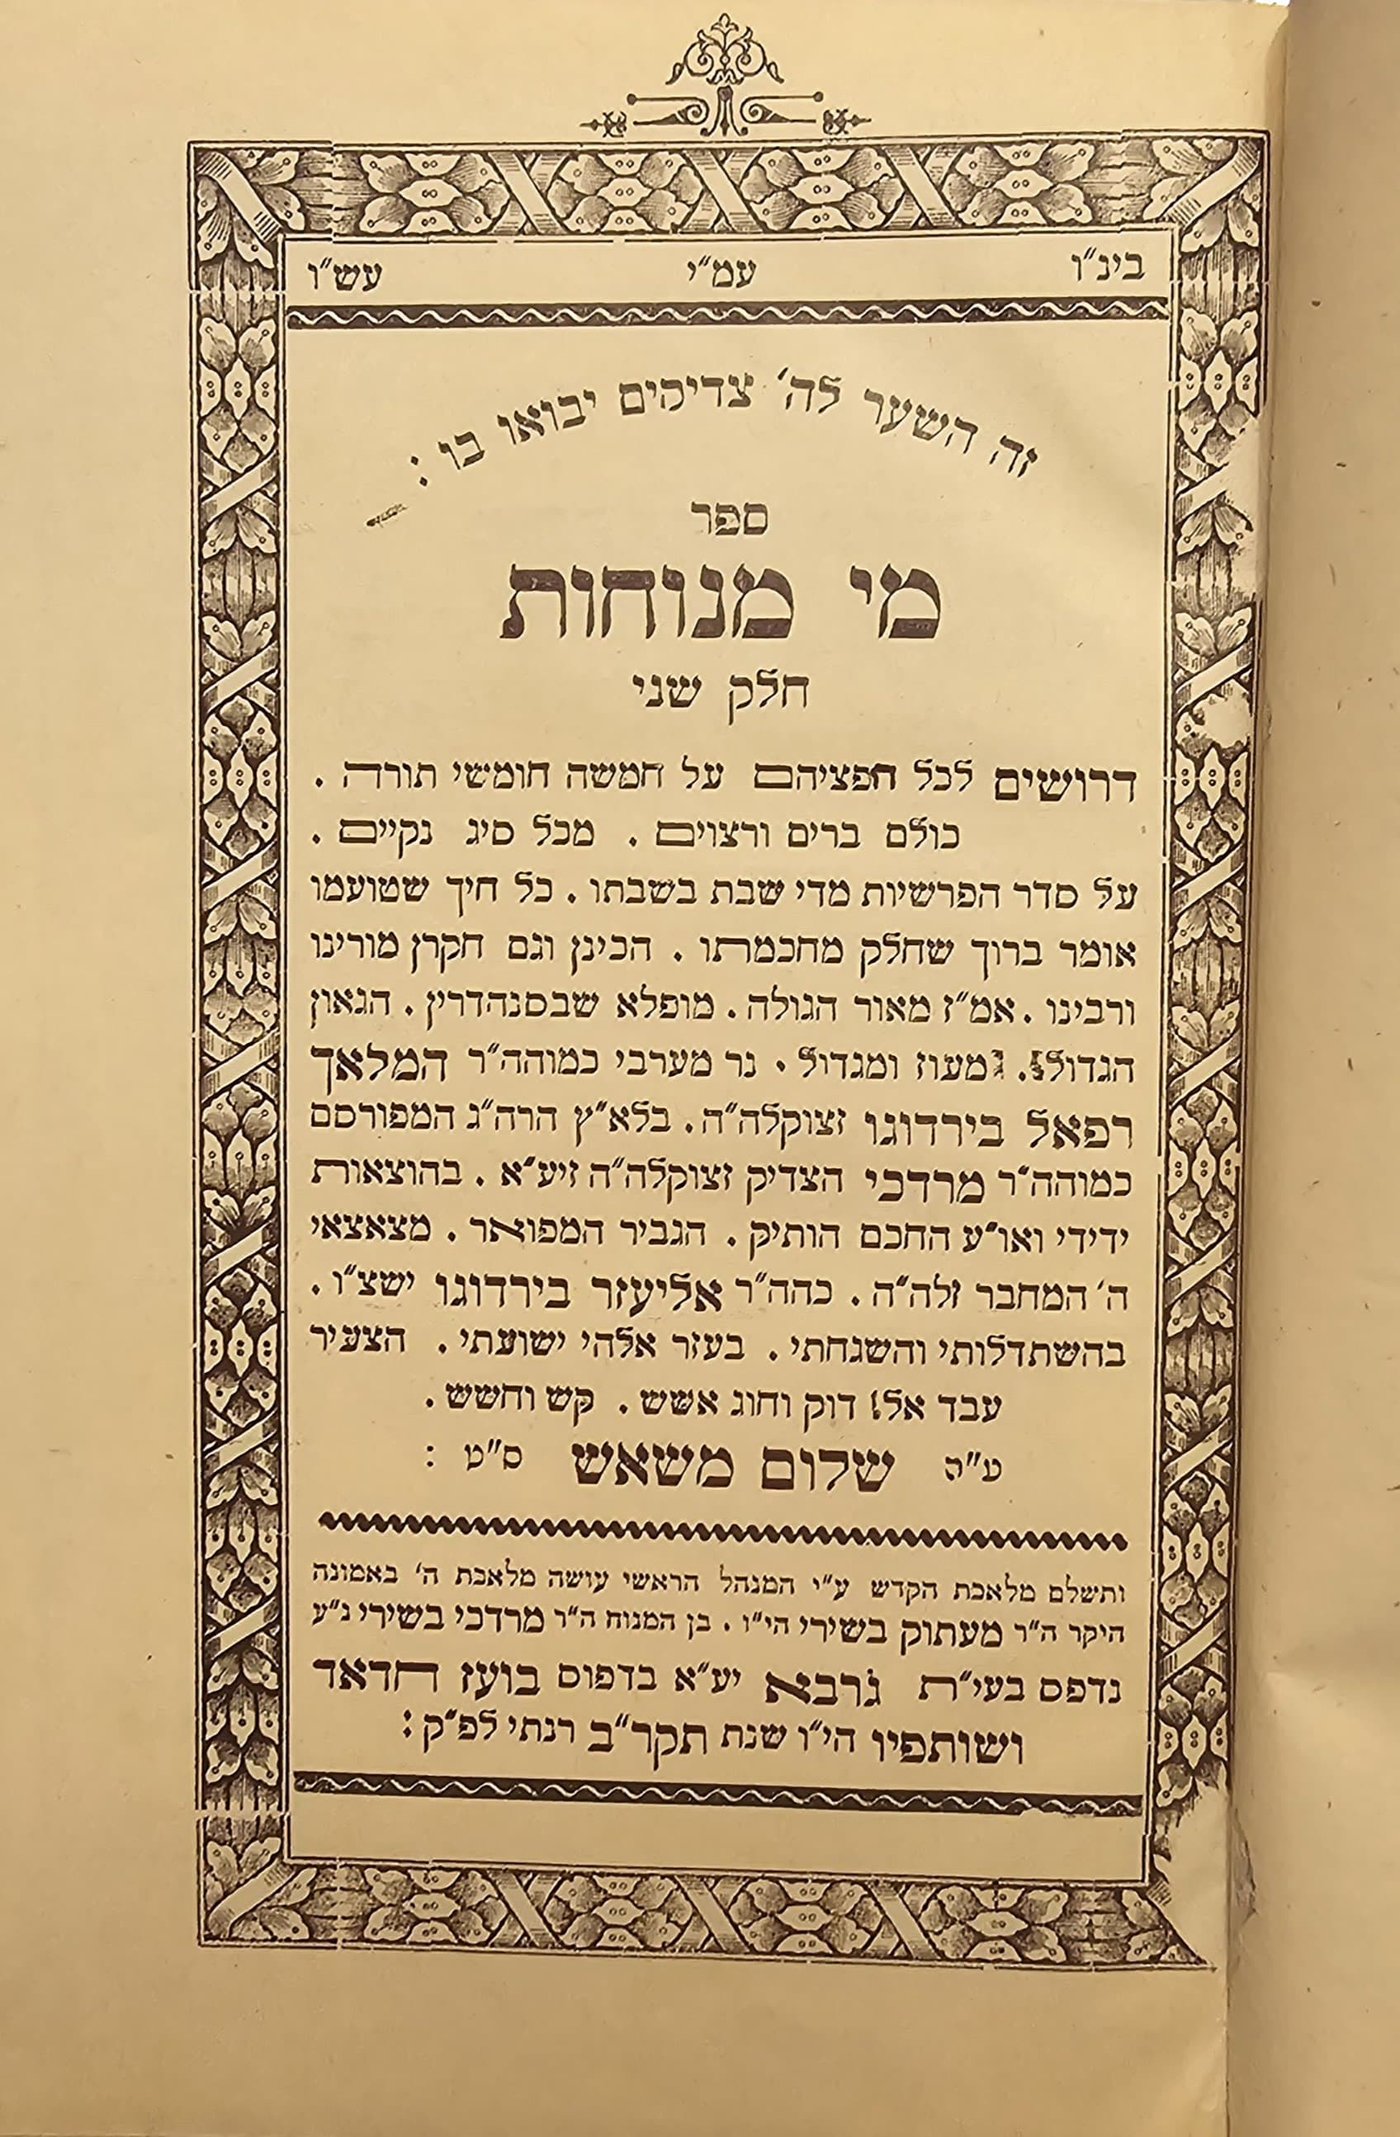 בינ״ו עמ״י עש״ו
זה השער לה׳ צדיקים יבואו בו :
ספר
מי מנוחות
חלק שני
דרושים לכל חפציהם על חמשה חומשי תורה .
כולם ברים ורצוים . מכל סיג נקיים .
על סדר הפרשיות מדי שבת בשבתו . כל חיך שטועמו
אומר ברוך שחלק מחכמתו . הכינן וגם חקרן מורינו
ורבינו . אמ״ז מאור הגולה . מופלא שבסנהדרין . הגאון
הגדול . מעוז ומגדול . נר מערבי כמוהה״ר המלאך
רפאל בירדוגו זצוקלה״ה . בלא״ץ הרה״ג המפורסם
כמוהה״ר מרדכי הצדיק זצוקלה״ה זיע״א . בהוצאות
ידידי ואו״ע החכם הותיק . הגביר המפואר . מצאצאי
ה׳ המחבר זלה״ה . כהה״ר אליעזר בירדוגו ישצ״ו .
בהשתדלותי והשגחתי . בעזר אלהי ישועתי . הצעיר
עבד אל דוק וחוג אשש . קש וחשש .
ע״ה שלום משאש ס״ט :
ותשלם מלאכת הקדש ע״י המנהל הראשי עושה מלאכת ה׳ באמונה
היקר ה״ר מעתוק בשירי הי״ו . בן המנוח ה״ר מרדכי בשירי נ״ע
נדפס בעי״ת ג׳רבא יע״א בדפוס בועז חדאד
ושותפיו הי״ו שנת תקר״ב רנתי לפ״ק :